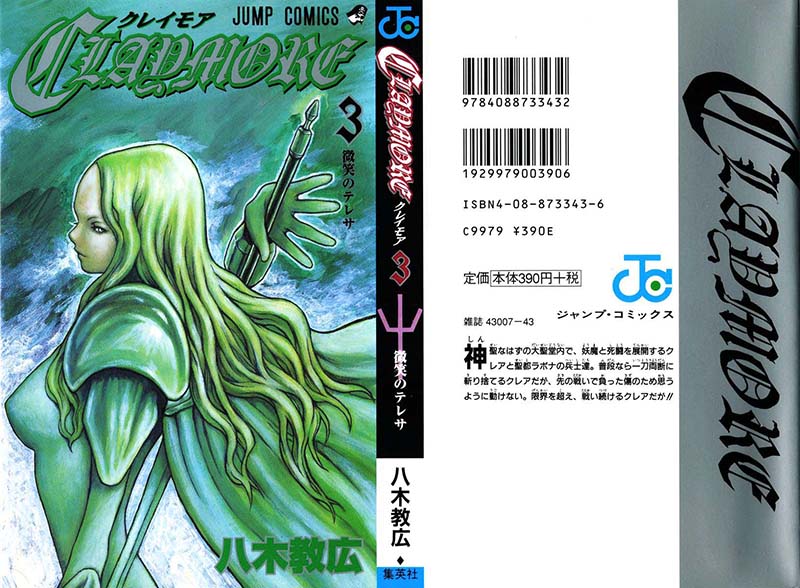 クレイモア
JUMP COMICS
CLAYMORE
3
微笑のテレサ
八木教広
CLAYMORE
クレイモア
3
微笑のテレサ
八木教広
集英社
9784088733432
1929979003906
ISBN4-08-873343-6
C9979 ¥390E
定価 本体390円+税
ジャンプ・コミックス
雑誌 43007-43
神聖なはずの大聖堂内で、妖魔と死闘を展開するク
レアと聖都ラボナの兵士達。普段なら一刀両断に
斬り捨てるクレアだが、先の戦いで負った傷のため思う
ように動けない。限界を超え、戦い続けるクレアだが!!
CLAYMORE